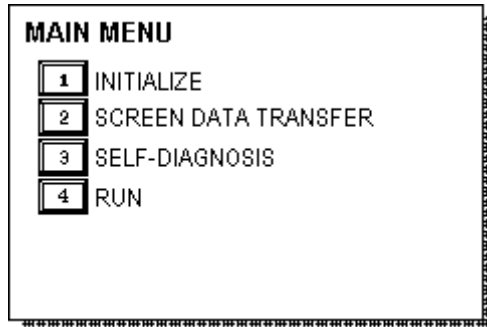 MAIN MENU
1 INITIALIZE
2 SCREEN DATA TRANSFER
3 SELF-DIAGNOSIS
4 RUN